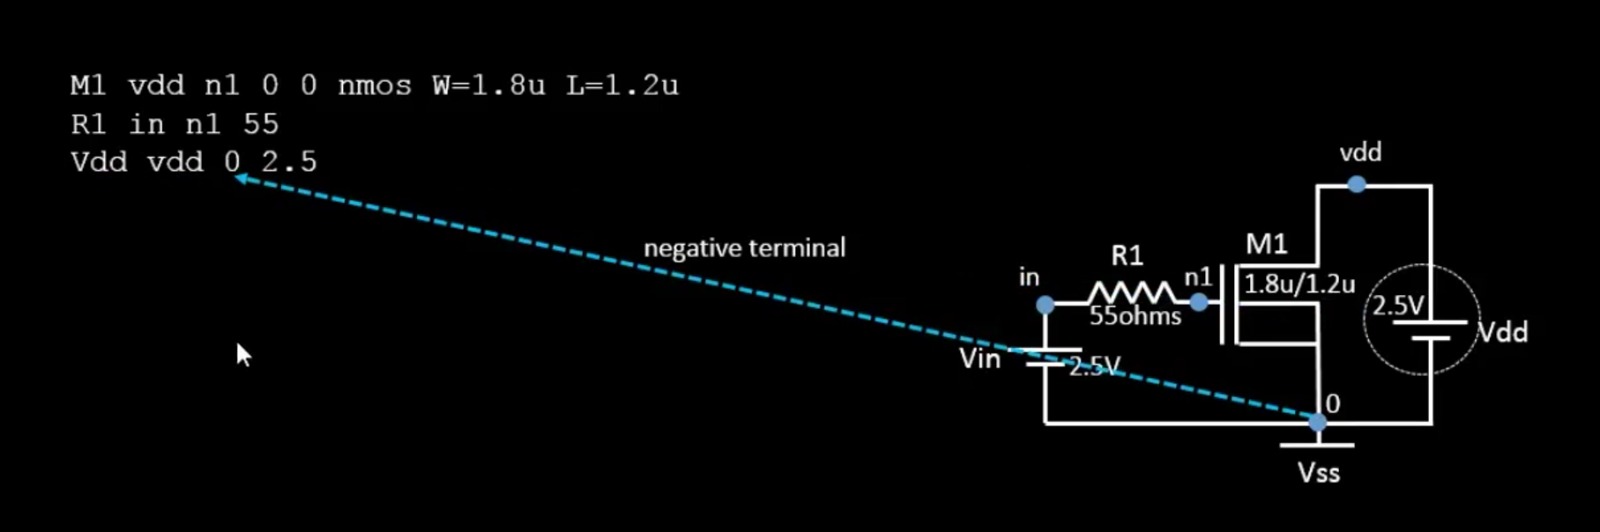 M1 vdd n1 0 0 nmos W=1.8u L=1.2u
R1 in n1 55
Vdd vdd 0 2.5
negative terminal
vdd
M1
R1
in
n1
1.8u/1.2u
55ohms
2.5V
Vdd
Vin
2.5V
0
Vss